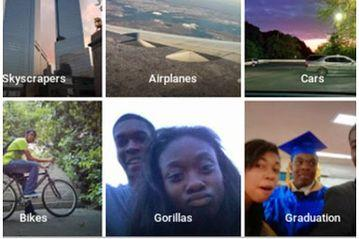 Skyscrapers
Airplanes
Cars
Bikes
Gorillas
Graduation